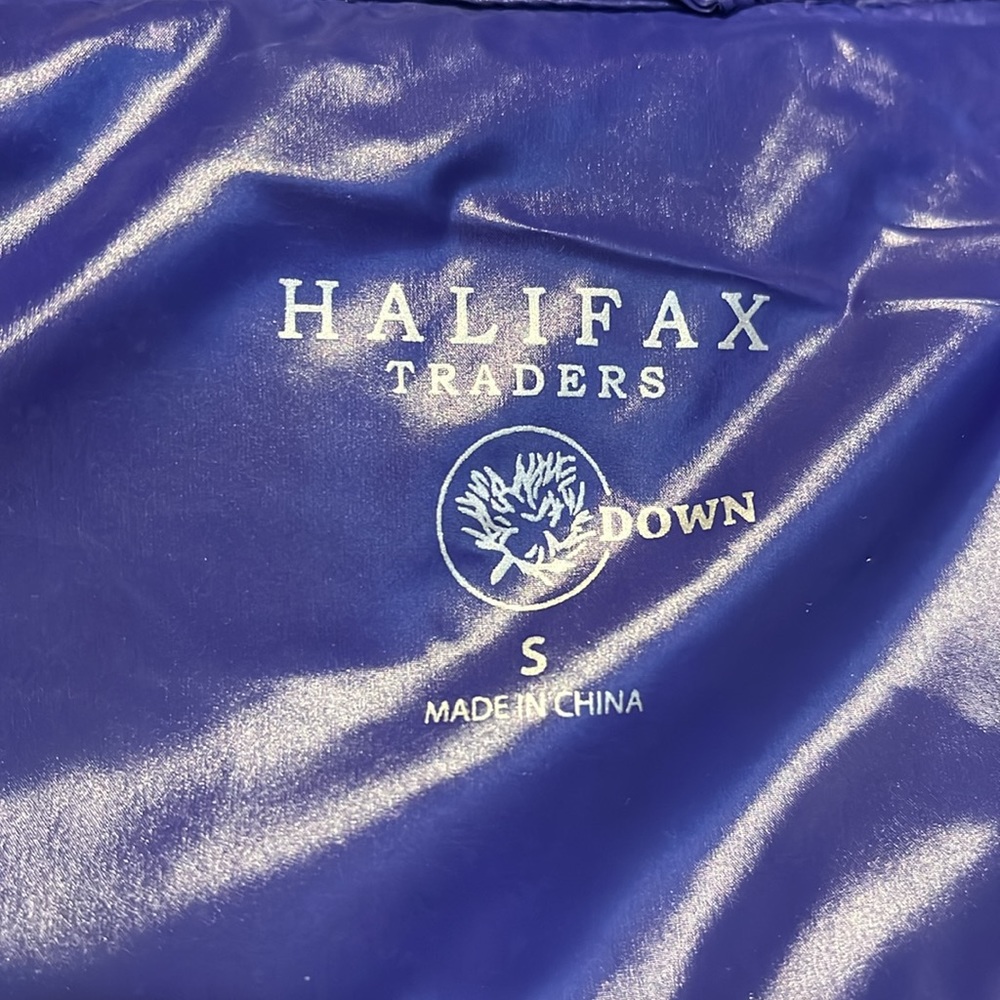 HALIFAX
TRADERS
DOWN
S
MADE IN CHINA